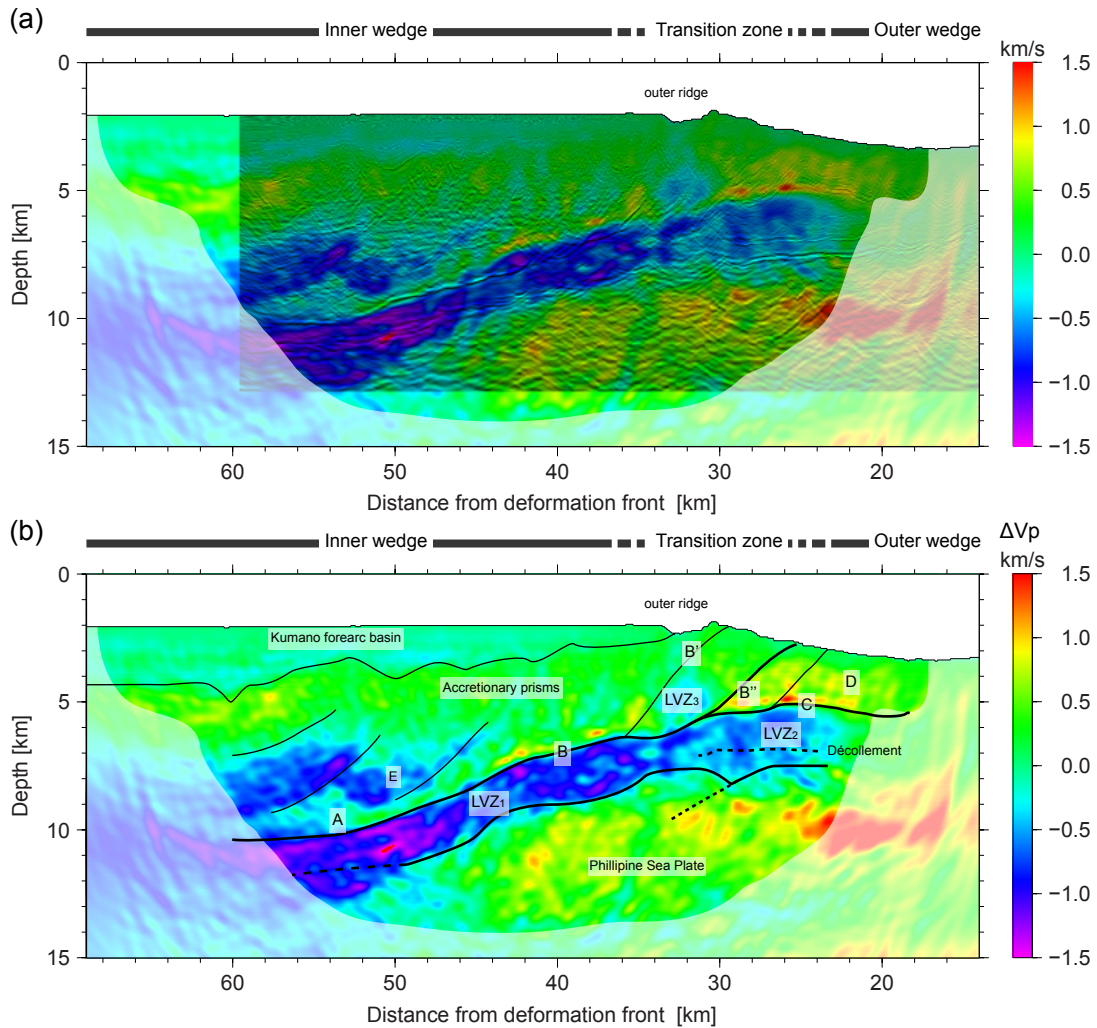 (a)
Inner wedge
Transition zone
Outer wedge
km/s
outer ridge
0
5
10
15
Depth [km]
1.5
1.0
0.5
0.0
−0.5
−1.0
−1.5
60
50
40
30
20
Distance from deformation front [km]
(b)
Inner wedge
Transition zone
Outer wedge
ΔVp
km/s
outer ridge
0
5
10
15
Depth [km]
Kumano forearc basin
Accretionary prisms
B'
LVZ3
B''
D
C
LVZ2
Décollement
B
E
LVZ1
A
Phillipine Sea Plate
1.5
1.0
0.5
0.0
−0.5
−1.0
−1.5
60
50
40
30
20
Distance from deformation front [km]